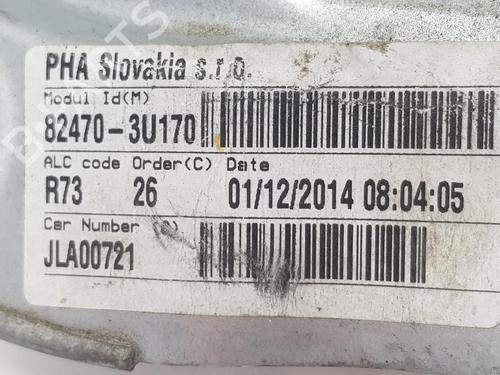 PHA Slovakia s.r.o.
Modul Id(M)
82470-3U170
ALC code Order(C) Date
R73 26 01/12/2014 08:04:05
Car Number
JLA00721